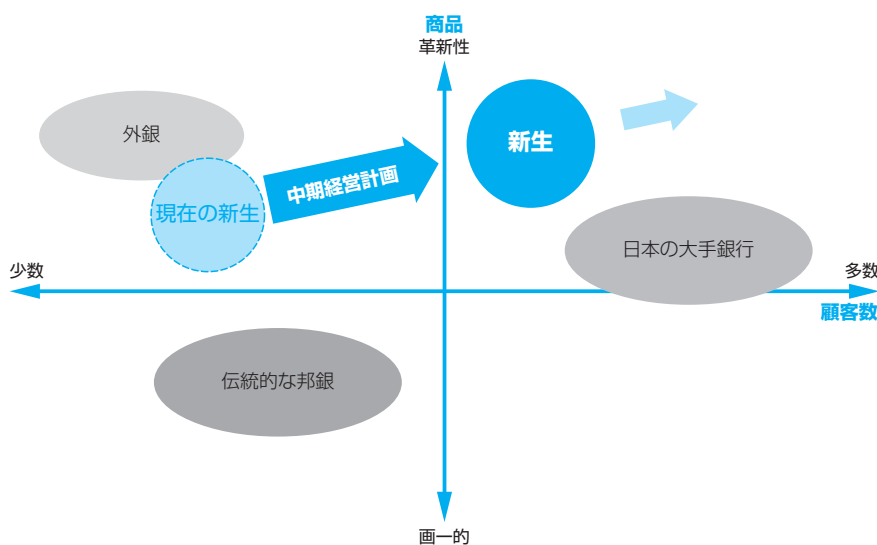 商品
革新性
外銀
新生
中期経営計画
現在の新生
日本の大手銀行
少数
多数
顧客数
伝統的な邦銀
画一的